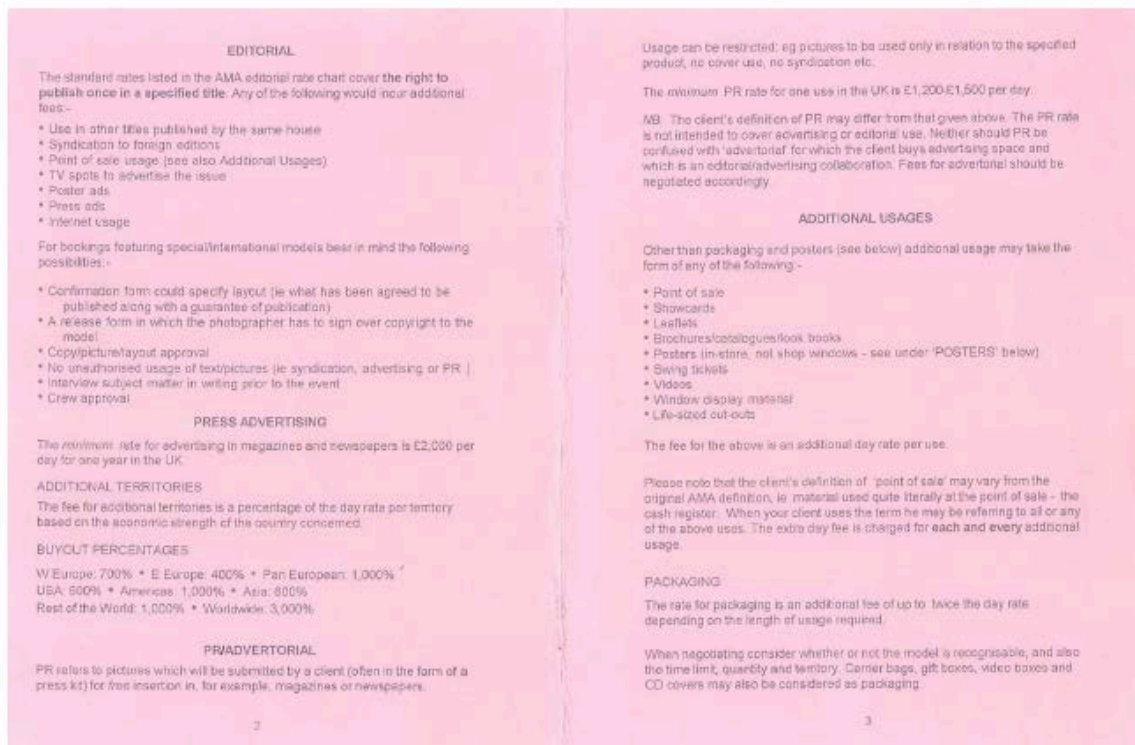 EDITORIAL
The standard rates listed in the AMA editorial rate chart cover the right to
publish once in a specified title. Any of the following would incur additional
fees:-
* Use in other titles published by the same house
* Syndication to foreign editions
* Point of sale usage (see also Additional Usages)
* TV spots to advertise the issue
* Poster ads
* Press ads
* Internet usage
For bookings featuring special/international models bear in mind the following
possibilities:-
* Confirmation form could specify layout (ie what has been agreed to be
published along with a guarantee of publication)
* A release form in which the photographer has to sign over copyright to the
model
* Copy/picture/layout approval
* No unauthorised usage of text/pictures (ie syndication, advertising or PR )
* Interview subject matter in writing prior to the event
* Crew approval
PRESS ADVERTISING
The minimum rate for advertising in magazines and newspapers is £2,000 per
day for one year in the UK.
ADDITIONAL TERRITORIES
The fee for additional territories is a percentage of the day rate per territory
based on the economic strength of the country concerned.
BUYOUT PERCENTAGES
W Europe: 700% * E Europe: 400% * Pan European: 1,000%
USA: * Americas: 1,000% * Asia:
Rest of the World: 1,000% * Worldwide: 3,000%
PR/ADVERTORIAL
PR refers to pictures which will be submitted by a client (often in the form of a
press kit) for free insertion in, for example, magazines or newspapers.
2
Usage can be restricted; eg pictures to be used only in relation to the specified
product, no cover use, no syndication etc.
The minimum PR rate for one use in the UK is £1,200-£1,500 per day.
NB The client's definition of PR may differ from that given above. The PR rate
is not intended to cover advertising or editorial use. Neither should PR be
confused with 'advertorial' for which the client buys advertising space and
which is an editorial/advertising collaboration. Fees for advertorial should be
negotiated accordingly.
ADDITIONAL USAGES
Other than packaging and posters (see below) additional usage may take the
form of any of the following:-
* Point of sale
* Showcards
* Leaflets
* Brochures/catalogues/look books
* Posters (in-store, not shop windows - see under 'POSTERS' below)
* Swing tickets
* Videos
* Window display material
* Life-sized cut-outs
The fee for the above is an additional day rate per use.
Please note that the client's definition of 'point of sale' may vary from the
original AMA definition, ie material used quite literally at the point of sale - the
cash register. When your client uses the term he may be referring to all or any
of the above uses. The extra day fee is charged for each and every additional
usage.
PACKAGING
The rate for packaging is an additional fee of up to twice the day rate
depending on the length of usage required.
When negotiating consider whether or not the model is recognisable, and also
the time limit, quantity and territory. Carrier bags, gift boxes, video boxes and
CD covers may also be considered as packaging.
3